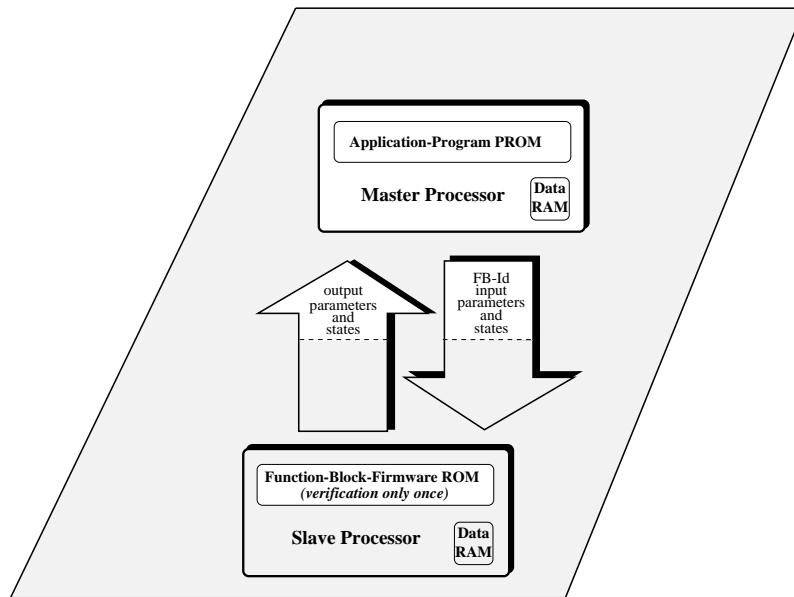 Application-Program PROM
Master Processor
Data
RAM
output
parameters
and
states
FB-Id
input
parameters
and
states
Function-Block-Firmware ROM
(verification only once)
Slave Processor
Data
RAM